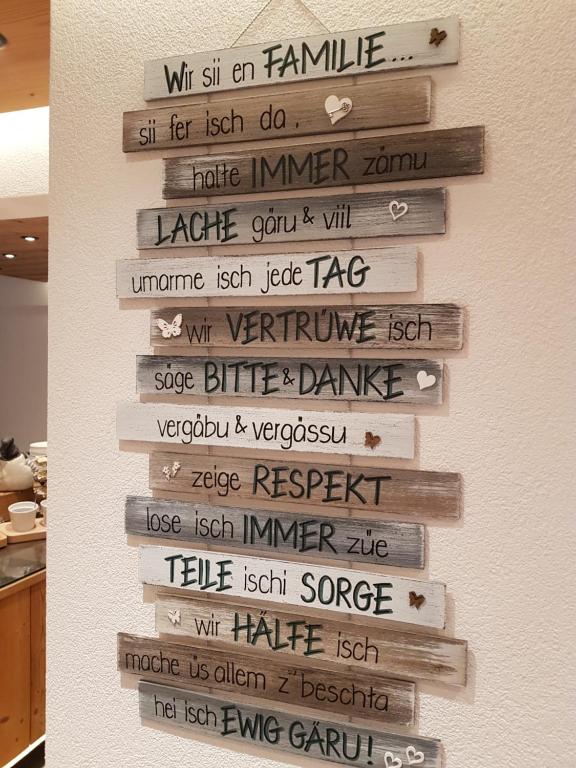 Wir sii en FAMILIE...
sii fer isch da.
halte IMMER zämu
LACHE gäru & viil
umarme isch jede TAG
wir VERTRÜWE isch
säge BITTE & DANKE
vergäbu & vergässu
zeige RESPEKT
lose isch IMMER züe
TEILE ischi SORGE
wir HÄLFE isch
mache üs allem z'beschta
hei isch EWIG GÄRU!